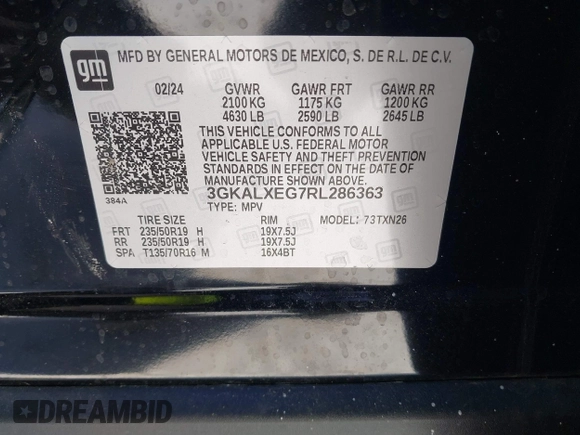 gm
MFD BY GENERAL MOTORS DE MEXICO, S. DE R.L. DE C.V.
02/24 GVWR GAWR FRT GAWR RR
2100 KG 1175 KG 1200 KG
4630 LB 2590 LB 2645 LB
THIS VEHICLE CONFORMS TO ALL
APPLICABLE U.S. FEDERAL MOTOR
VEHICLE SAFETY AND THEFT PREVENTION
STANDARDS IN EFFECT ON THE DATE OF
MANUFACTURE SHOWN ABOVE.
384A 3GKALXEG7RL286363
TYPE: MPV MODEL: 73TXN26
TIRE SIZE RIM
FRT 235/50R19 H 19X7.5J
RR 235/50R19 H 19X7.5J
SPA T135/70R16 M 16X4BT
DREAMBID